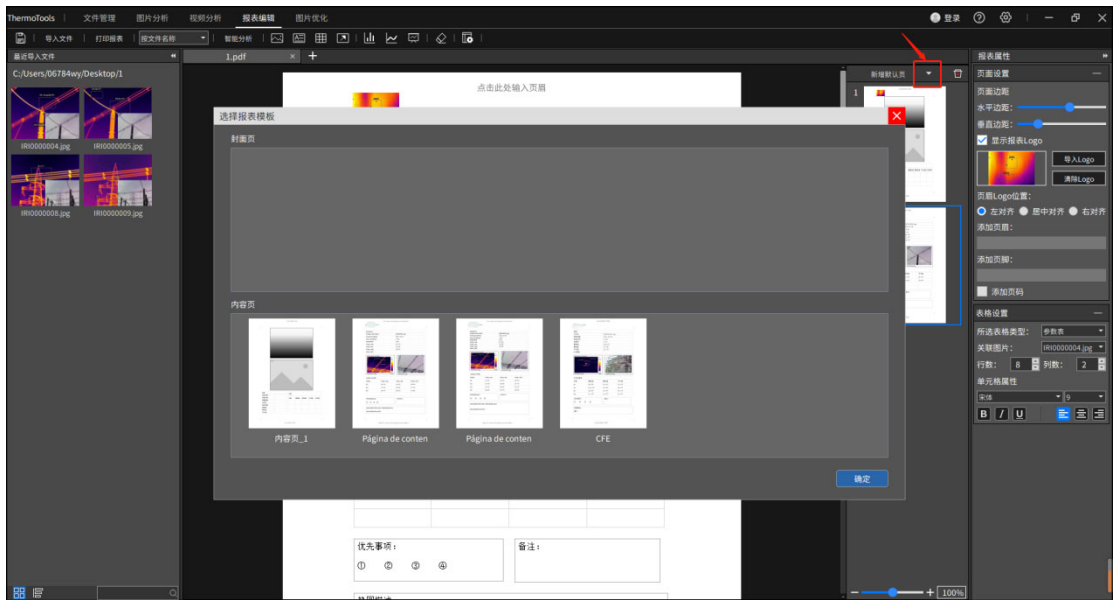 ThermoTools 文件管理 图片分析 视频分析 报表编辑 图片优化 登录
导入文件 打印报表 按文件名称 智能分析
最近导入文件
1.pdf
报表属性
C:/Users/06784wy/Desktop/1
点击此处输入页眉
新增默认页
页面设置
1
页面边距
水平边距：
选择报表模板
垂直边距：
封面页
显示报表Logo
IRI0000004.jpg IRI0000005.jpg
导入Logo
清除Logo
页眉Logo位置：
IRI0000008.jpg IRI0000009.jpg
左对齐 居中对齐 右对齐
添加页眉：
添加页脚：
添加页码
内容页
表格设置
所选表格类型： 参数表
关联图片： IRI0000004.jpg
行数： 8 列数： 2
单元格属性
宋体 9
B I U
内容页_1 Página de conten Página de conten CFE
确定
优先事项： 备注：
① ② ③ ④
100%